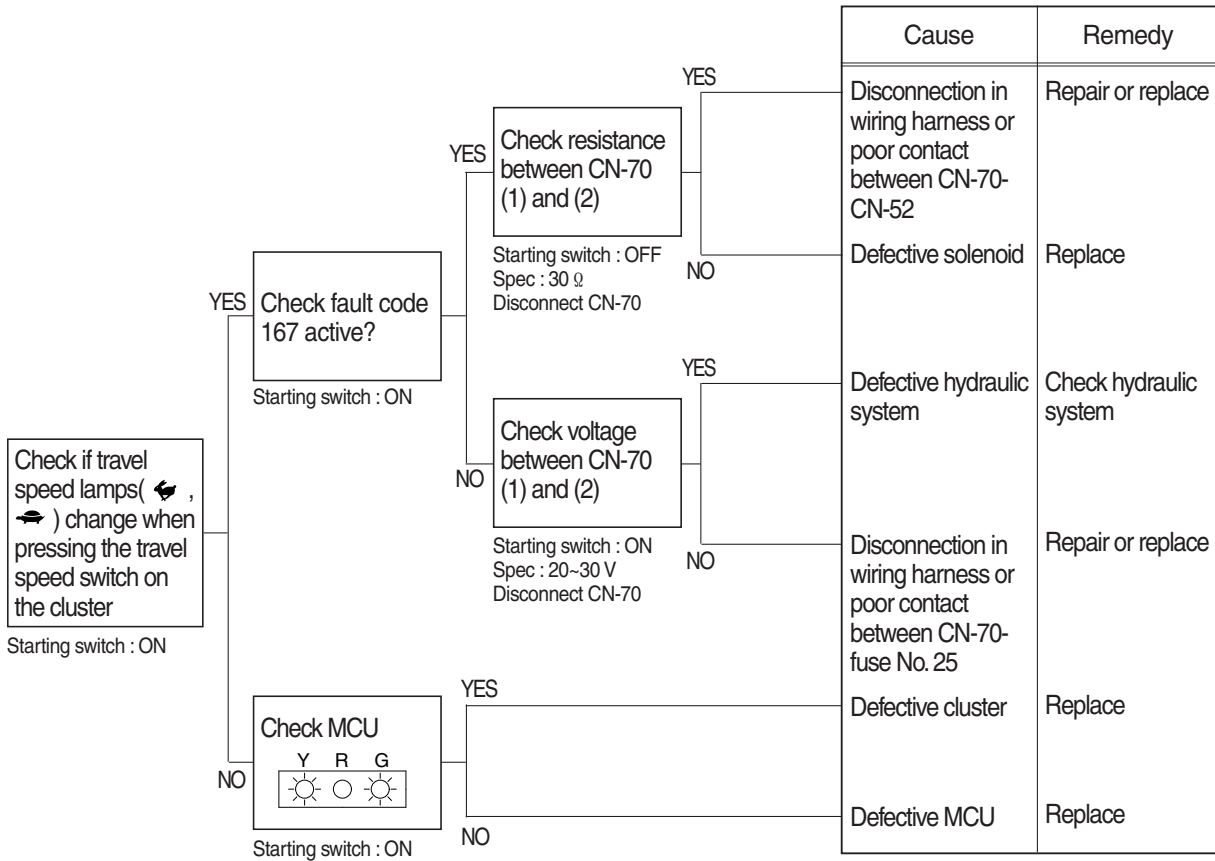 Cause
Remedy
YES
Disconnection in
wiring harness or
poor contact
between CN-70-
CN-52
Repair or replace
YES
Check resistance
between CN-70
(1) and (2)
Starting switch : OFF
Spec : 30 Ω
Disconnect CN-70
NO
Defective solenoid
Replace
YES
Check fault code
167 active?
Starting switch : ON
YES
Defective hydraulic
system
Check hydraulic
system
NO
Check voltage
between CN-70
(1) and (2)
Starting switch : ON
Spec : 20~30 V
Disconnect CN-70
NO
Disconnection in
wiring harness or
poor contact
between CN-70-
fuse No. 25
Repair or replace
Check if travel
speed lamps( ,
) change when
pressing the travel
speed switch on
the cluster
Starting switch : ON
NO
Check MCU
Y R G
Starting switch : ON
YES
Defective cluster
Replace
NO
Defective MCU
Replace